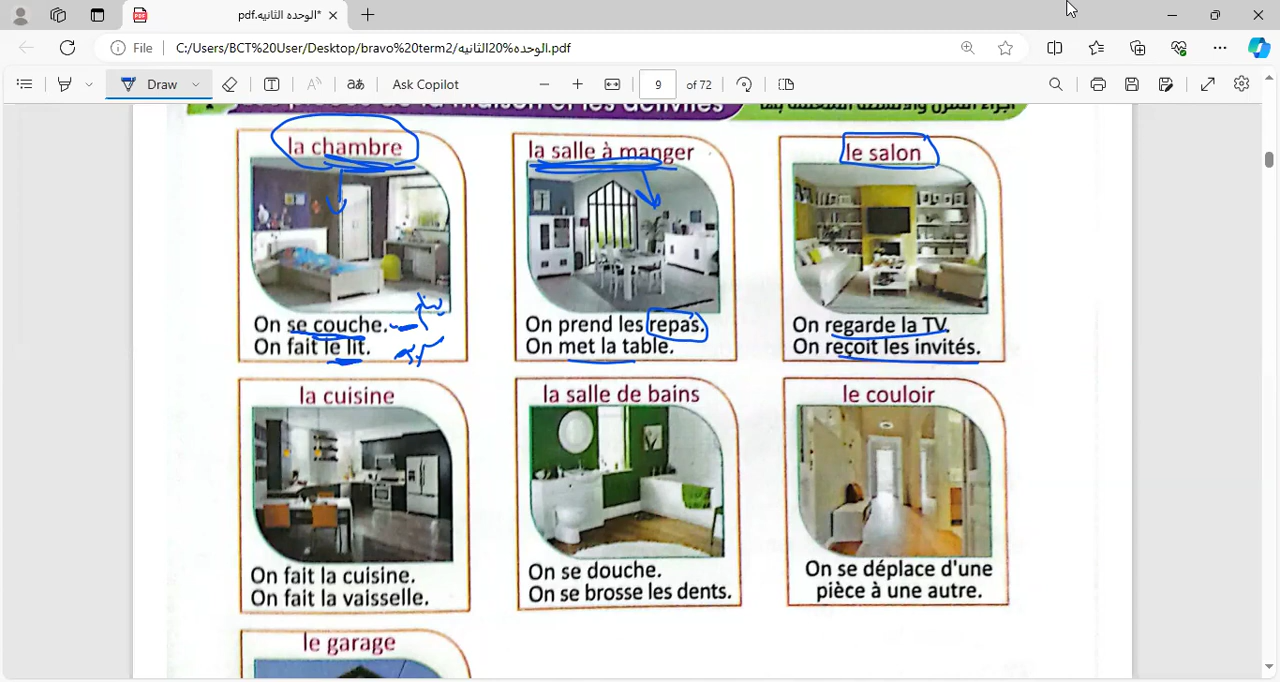 الوحده الثانيه.pdf*
File
C:/Users/BCT%20User/Desktop/bravo%20term2/الوحده%20الثانيه.pdf
Draw
Ask Copilot
9 of 72
la chambre
On se couche.
On fait le lit.
la salle à manger
On prend les repas.
On met la table.
le salon
On regarde la TV.
On reçoit les invités.
la cuisine
On fait la cuisine.
On fait la vaisselle.
la salle de bains
On se douche.
On se brosse les dents.
le couloir
On se déplace d'une
pièce à une autre.
le garage